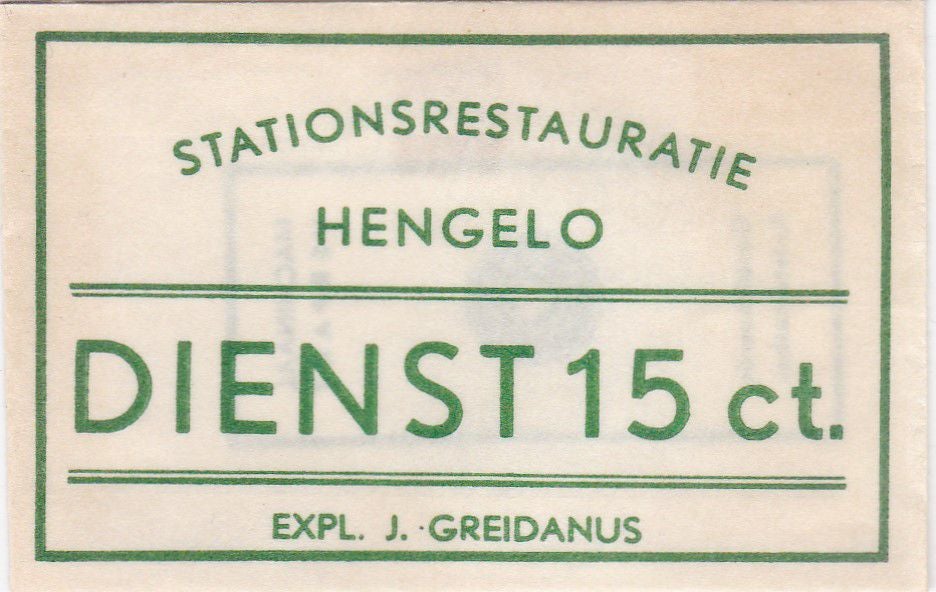 STATIONSRESTAURATIE
HENGELO
DIENST 15 ct.
EXPL. J. GREIDANUS